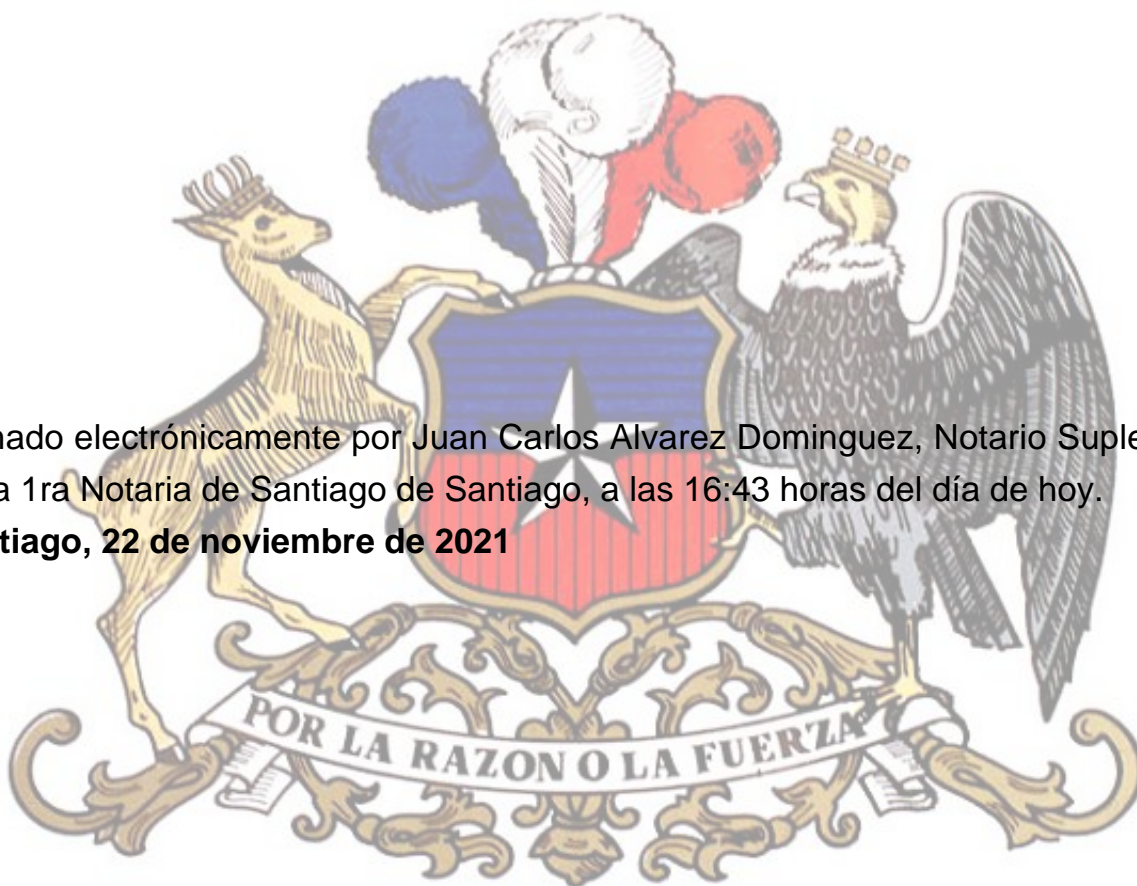 nado electrónicamente por Juan Carlos Alvarez Dominguez, Notario Suple
a 1ra Notaria de Santiago de Santiago, a las 16:43 horas del día de hoy.
tiago, 22 de noviembre de 2021
POR LA RAZON O LA FUERZA